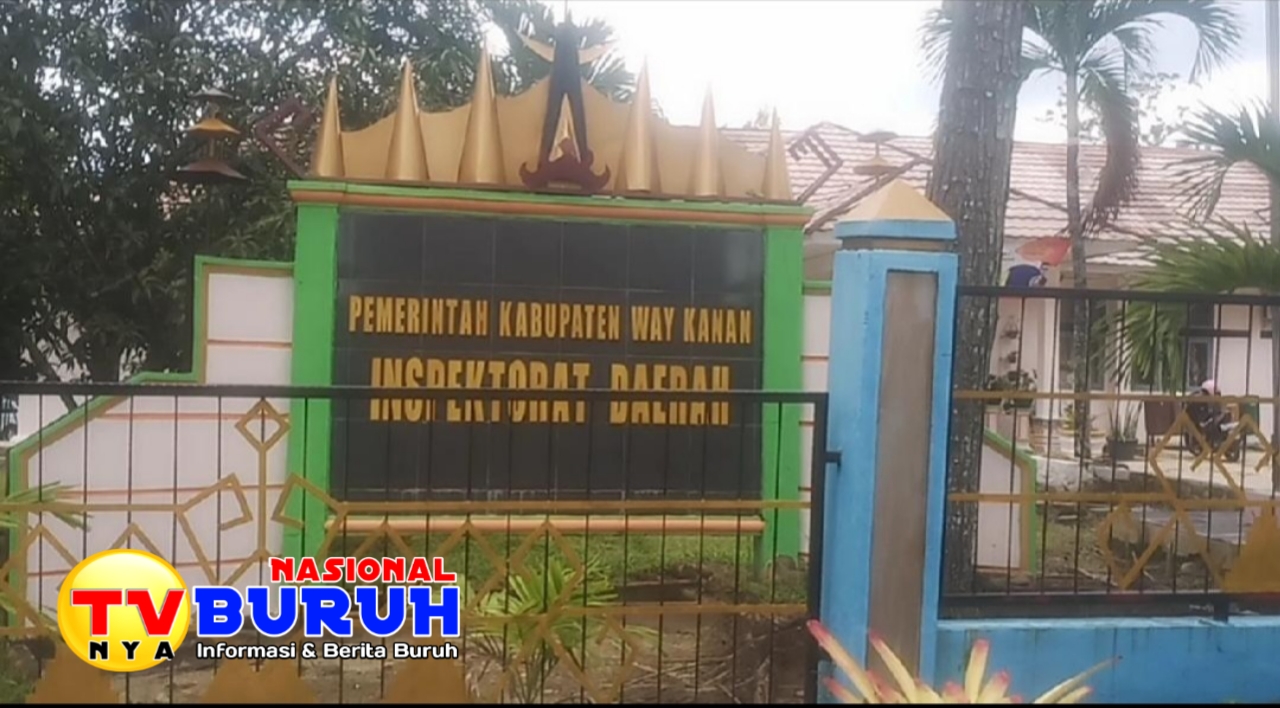 PEMERINTAH KABUPATEN WAY KANAN
INSPEKTORAT DAERAH
NASIONAL
TV BURUH
NYA
Informasi & Berita Buruh